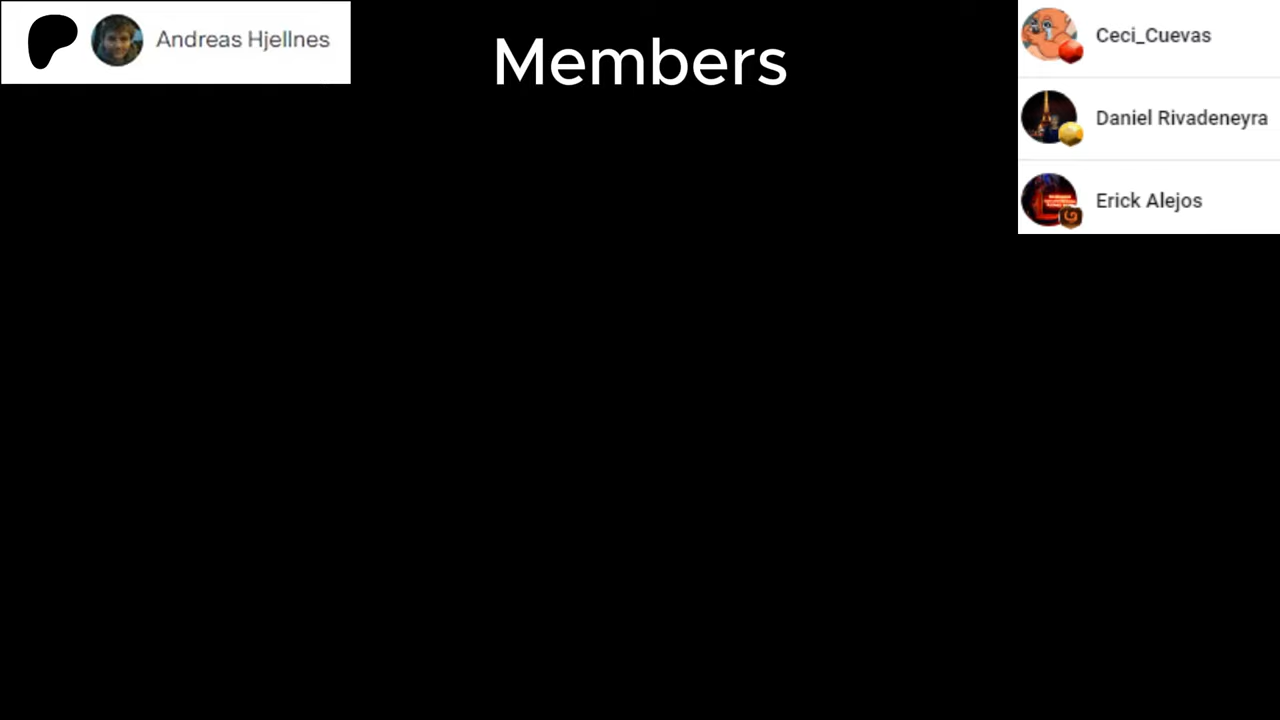 Andreas Hjellnes
Members
Ceci_Cuevas
Daniel Rivadeneyra
Erick Alejos